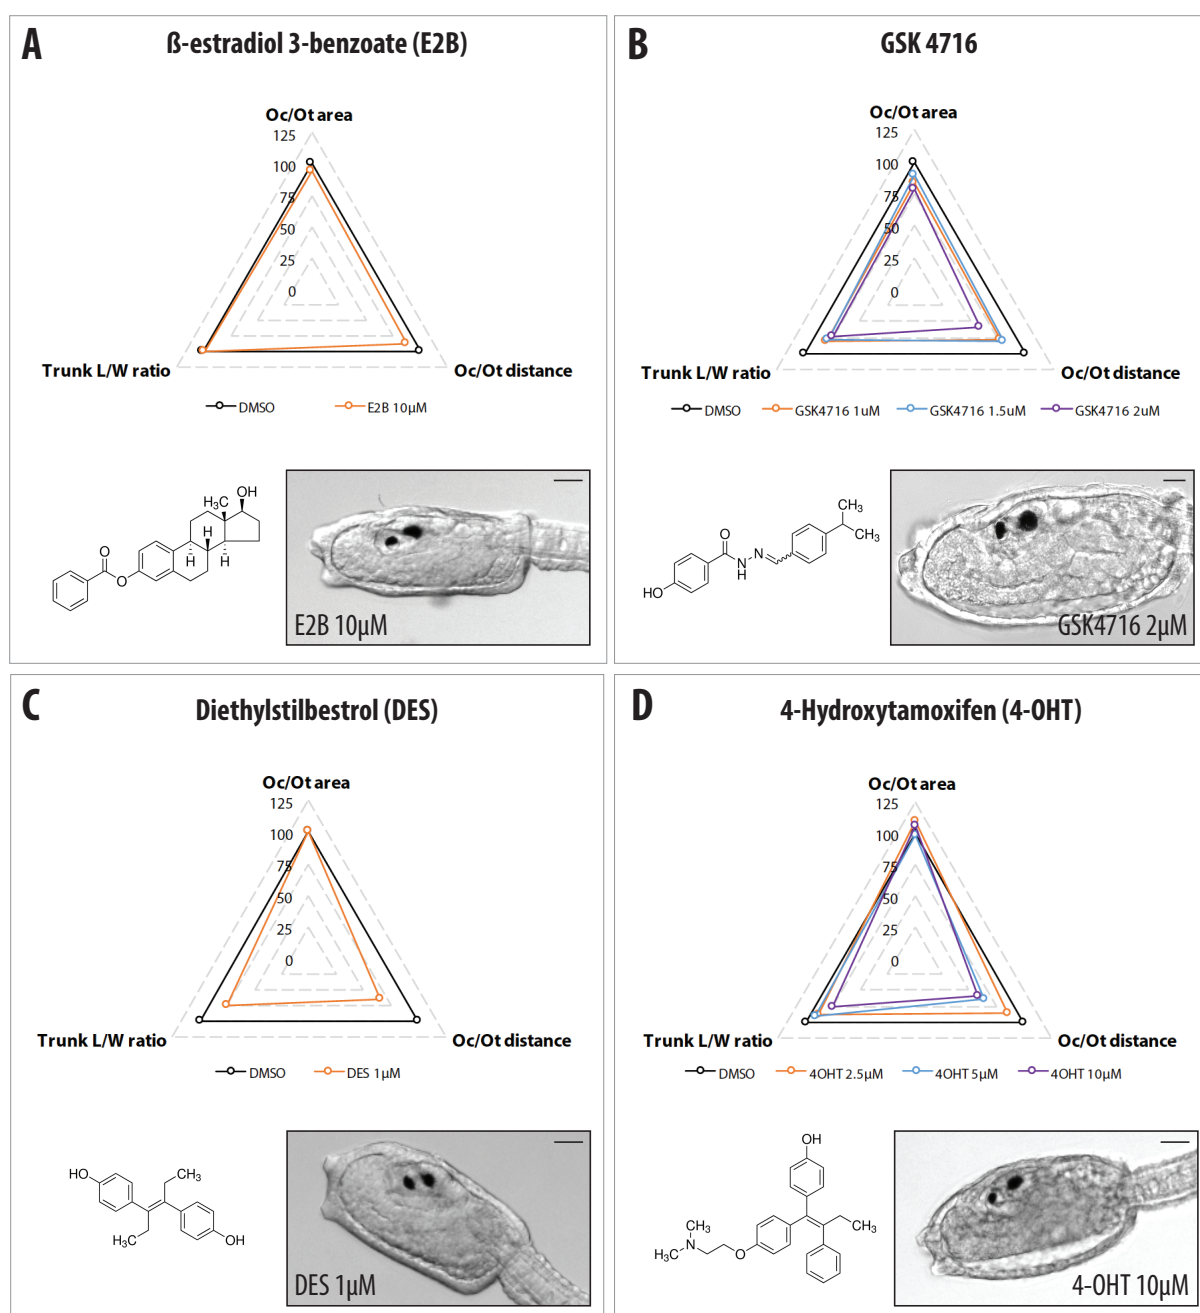 A
ß-estradiol 3-benzoate (E2B)
Oc/Ot area
125
100
75
50
25
0
Trunk L/W ratio
Oc/Ot distance
DMSO
E2B 10µM
OH
H₃C
H
H
H
O
O
E2B 10µM
B
GSK 4716
Oc/Ot area
125
100
75
50
25
0
Trunk L/W ratio
Oc/Ot distance
DMSO
GSK4716 1uM
GSK4716 1.5uM
GSK4716 2uM
CH₃
CH₃
O
N
N
H
HO
GSK4716 2µM
C
Diethylstilbestrol (DES)
Oc/Ot area
125
100
75
50
25
0
Trunk L/W ratio
Oc/Ot distance
DMSO
DES 1µM
HO
CH₃
H₃C
OH
DES 1µM
D
4-Hydroxytamoxifen (4-OHT)
Oc/Ot area
125
100
75
50
25
0
Trunk L/W ratio
Oc/Ot distance
DMSO
4OHT 2.5µM
4OHT 5µM
4OHT 10µM
OH
CH₃
CH₃
N
H₃C
O
4-OHT 10µM